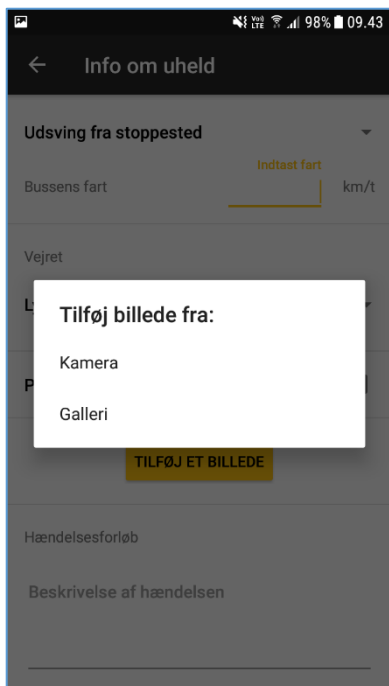 98% 09.43
Info om uheld
Udsving fra stoppested
Indtast fart
Bussens fart km/t
Vejret
Tilføj billede fra:
Kamera
Galleri
TILFØJ ET BILLEDE
Hændelsesforløb
Beskrivelse af hændelsen